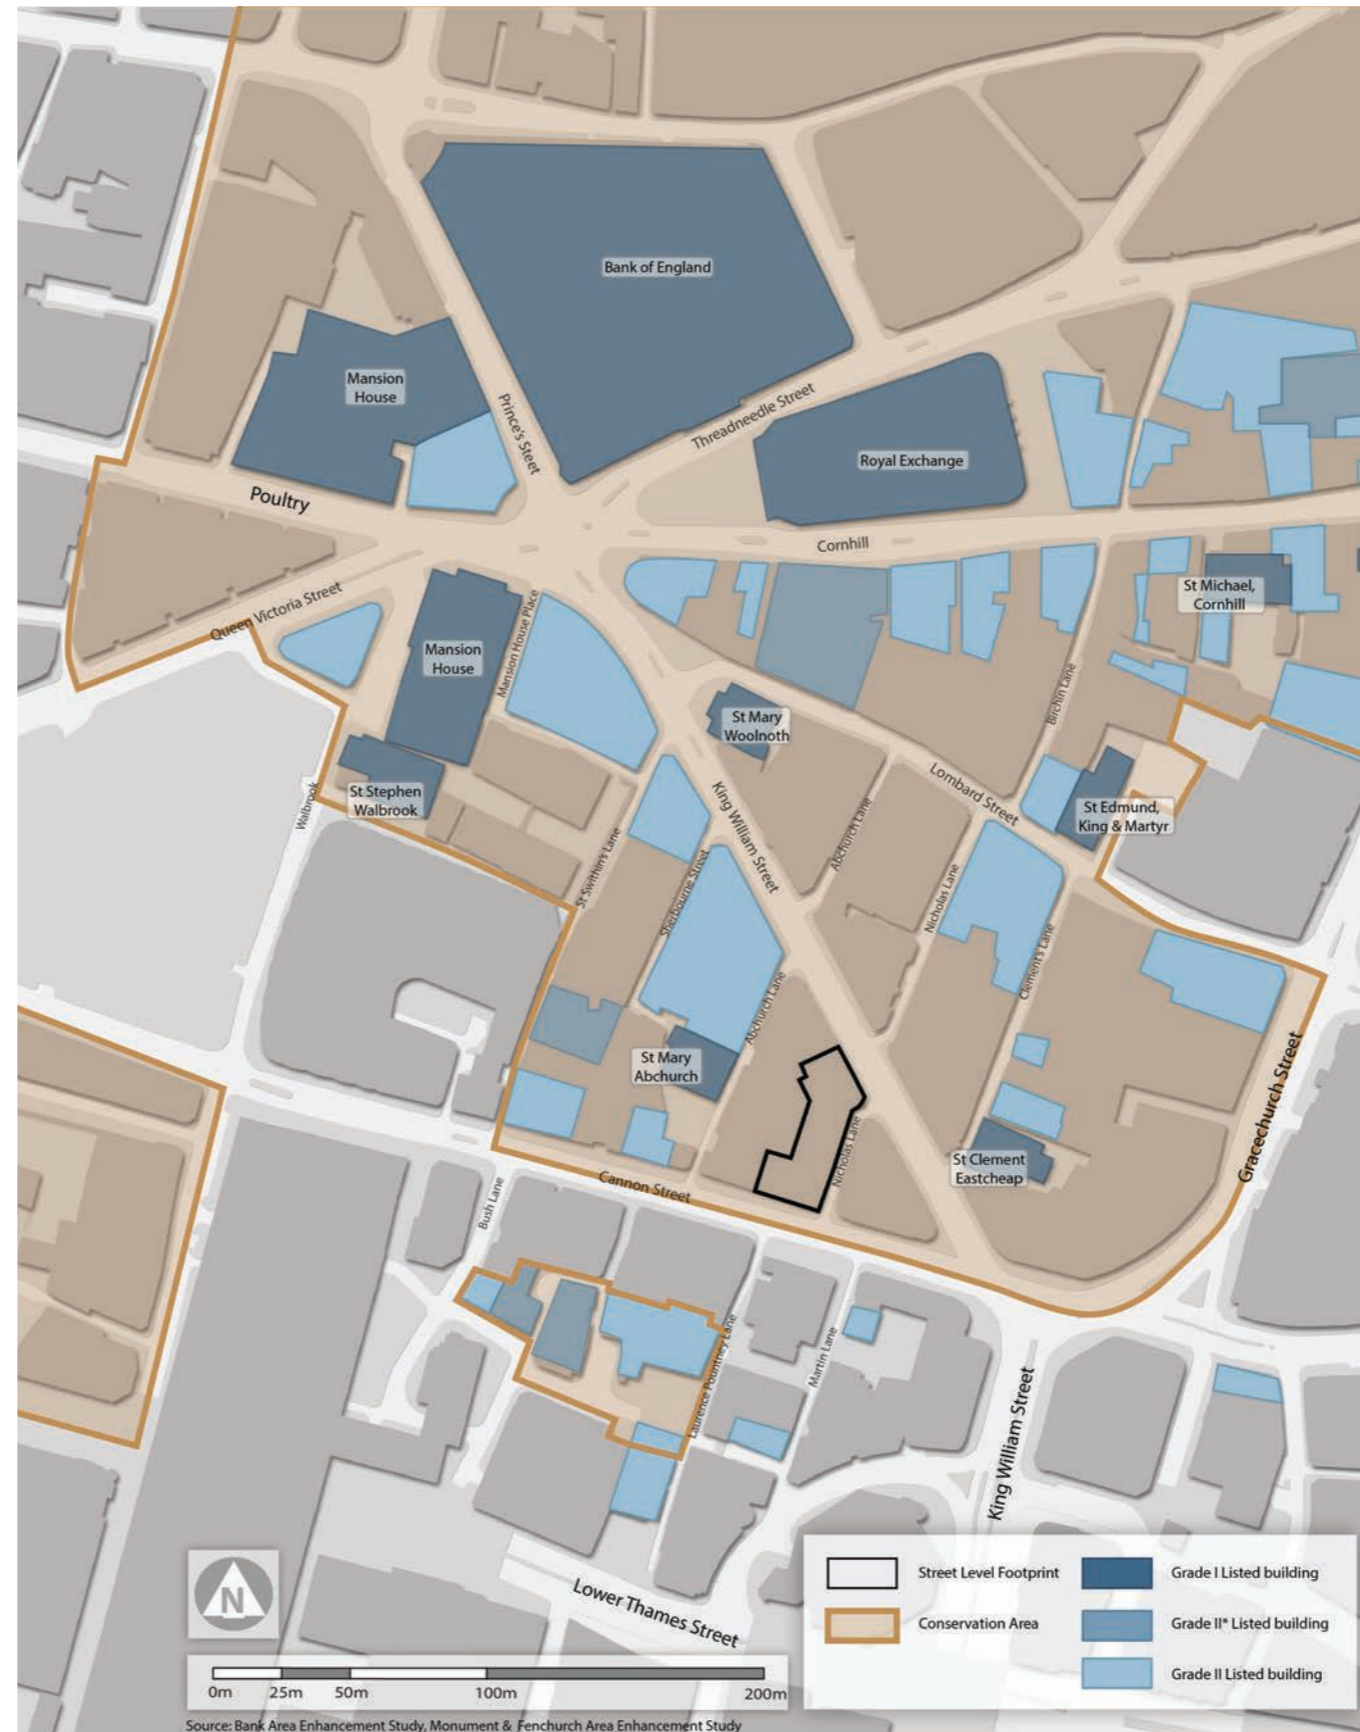 Bank of England
Mansion
House
Prince's Steet
Threadneedle Street
Royal Exchange
Poultry
Cornhill
Queen Victoria Street
Mansion House Place
Mansion
House
St Michael,
Cornhill
Birchin Lane
St Mary
Woolnoth
Lombard Street
St Stephen
Walbrook
Walbrook
King William Street
Abchurch Lane
St Edmund,
King & Martyr
St Swithin's Lane
Sherbourne Street
Nicholas Lane
Clement's Lane
Abchurch Lane
St Mary
Abchurch
Gracechurch Street
Nicholas Lane
St Clement
Eastcheap
Cannon Street
Bush Lane
Laurence Pountney Lane
Martin Lane
King William Street
Lower Thames Street
N
0m 25m 50m 100m 200m
Street Level Footprint
Conservation Area
Grade I Listed building
Grade II* Listed building
Grade II Listed building
Source: Bank Area Enhancement Study, Monument & Fenchurch Area Enhancement Study